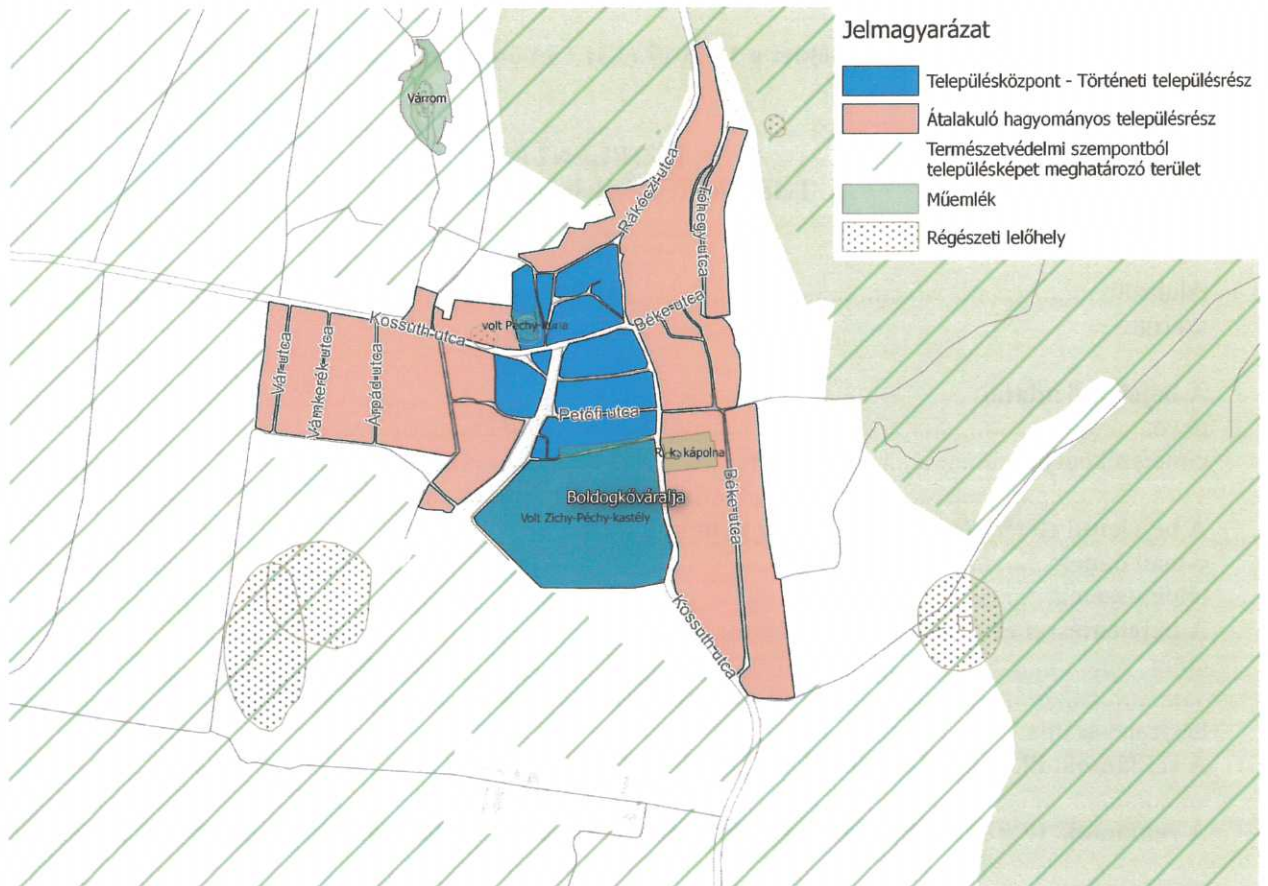 Jelmagyarázat
Településközpont - Történeti településrész
Átalakuló hagyományos településrész
Természetvédelmi szempontból
településképet meghatározó terület
Műemlék
Régészeti lelőhely
Várrom
Rákóczi utca
Tóhegy utca
Kossuth utca
volt Péchy-kúria
Béke utca
Vár utca
Vámkerék utca
Árpád utca
Petőfi utca
R. k. kápolna
Boldogkőváralja
Volt Zichy-Péchy-kastély
Béke utca
Kossuth utca